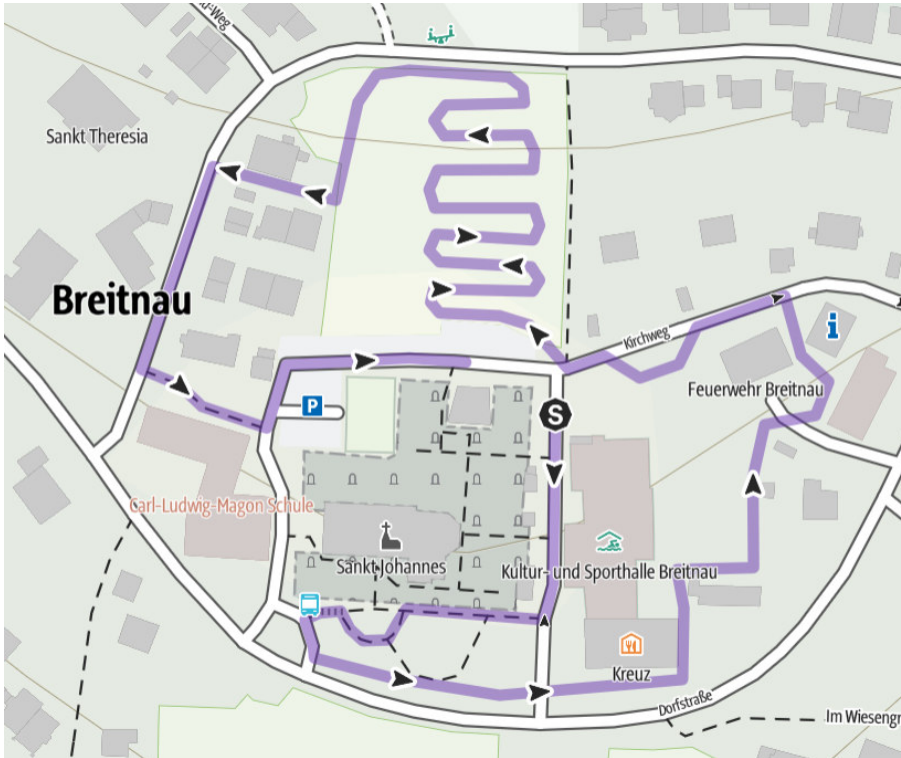 Sankt Theresia
Breitnau
Kirchweg
i
Feuerwehr Breitnau
P
S
Carl-Ludwig-Magon Schule
Sankt Johannes
Kultur- und Sporthalle Breitnau
Kreuz
Dorfstraße
Im Wiesengr